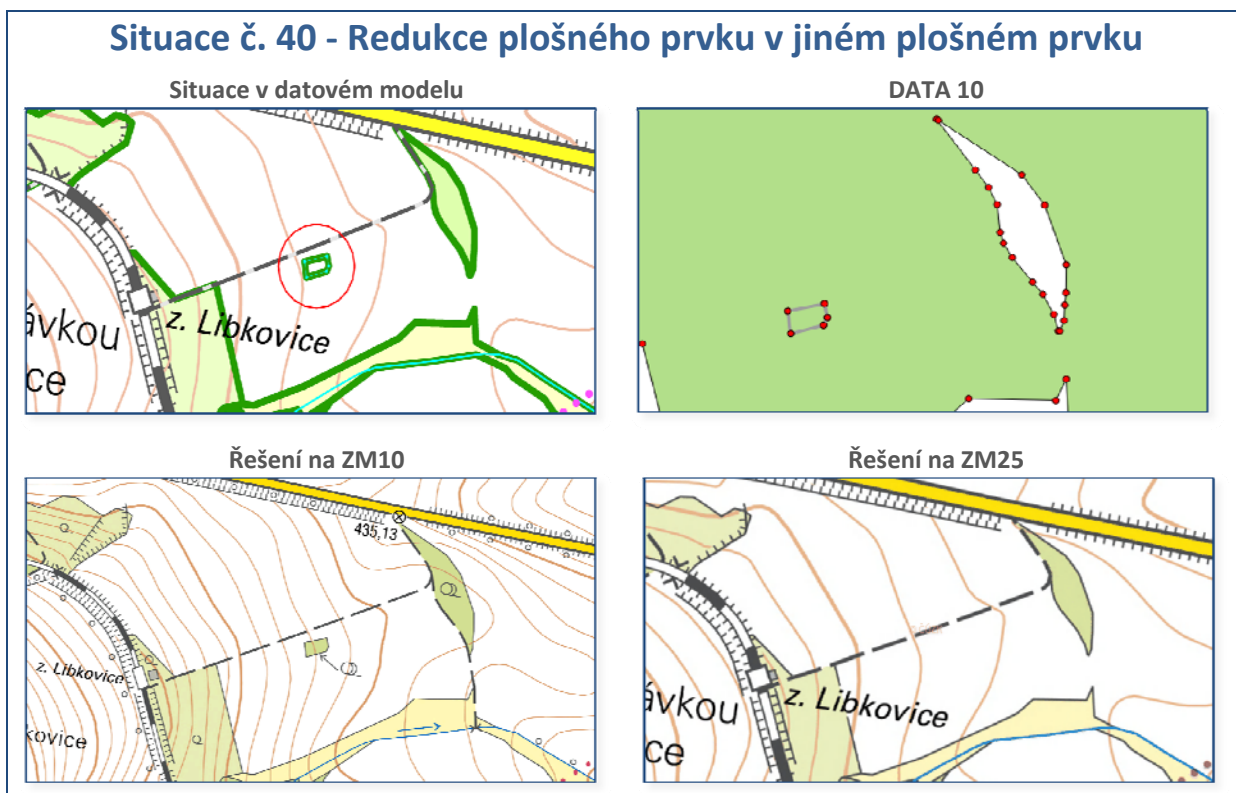 Situace č. 40 - Redukce plošného prvku v jiném plošném prvku
Situace v datovém modelu
DATA 10
ávkou
z. Libkovice
ce
Řešení na ZM10
Řešení na ZM25
435,13
z. Libkovice
kovice
ávkou
z. Libkovice
ce